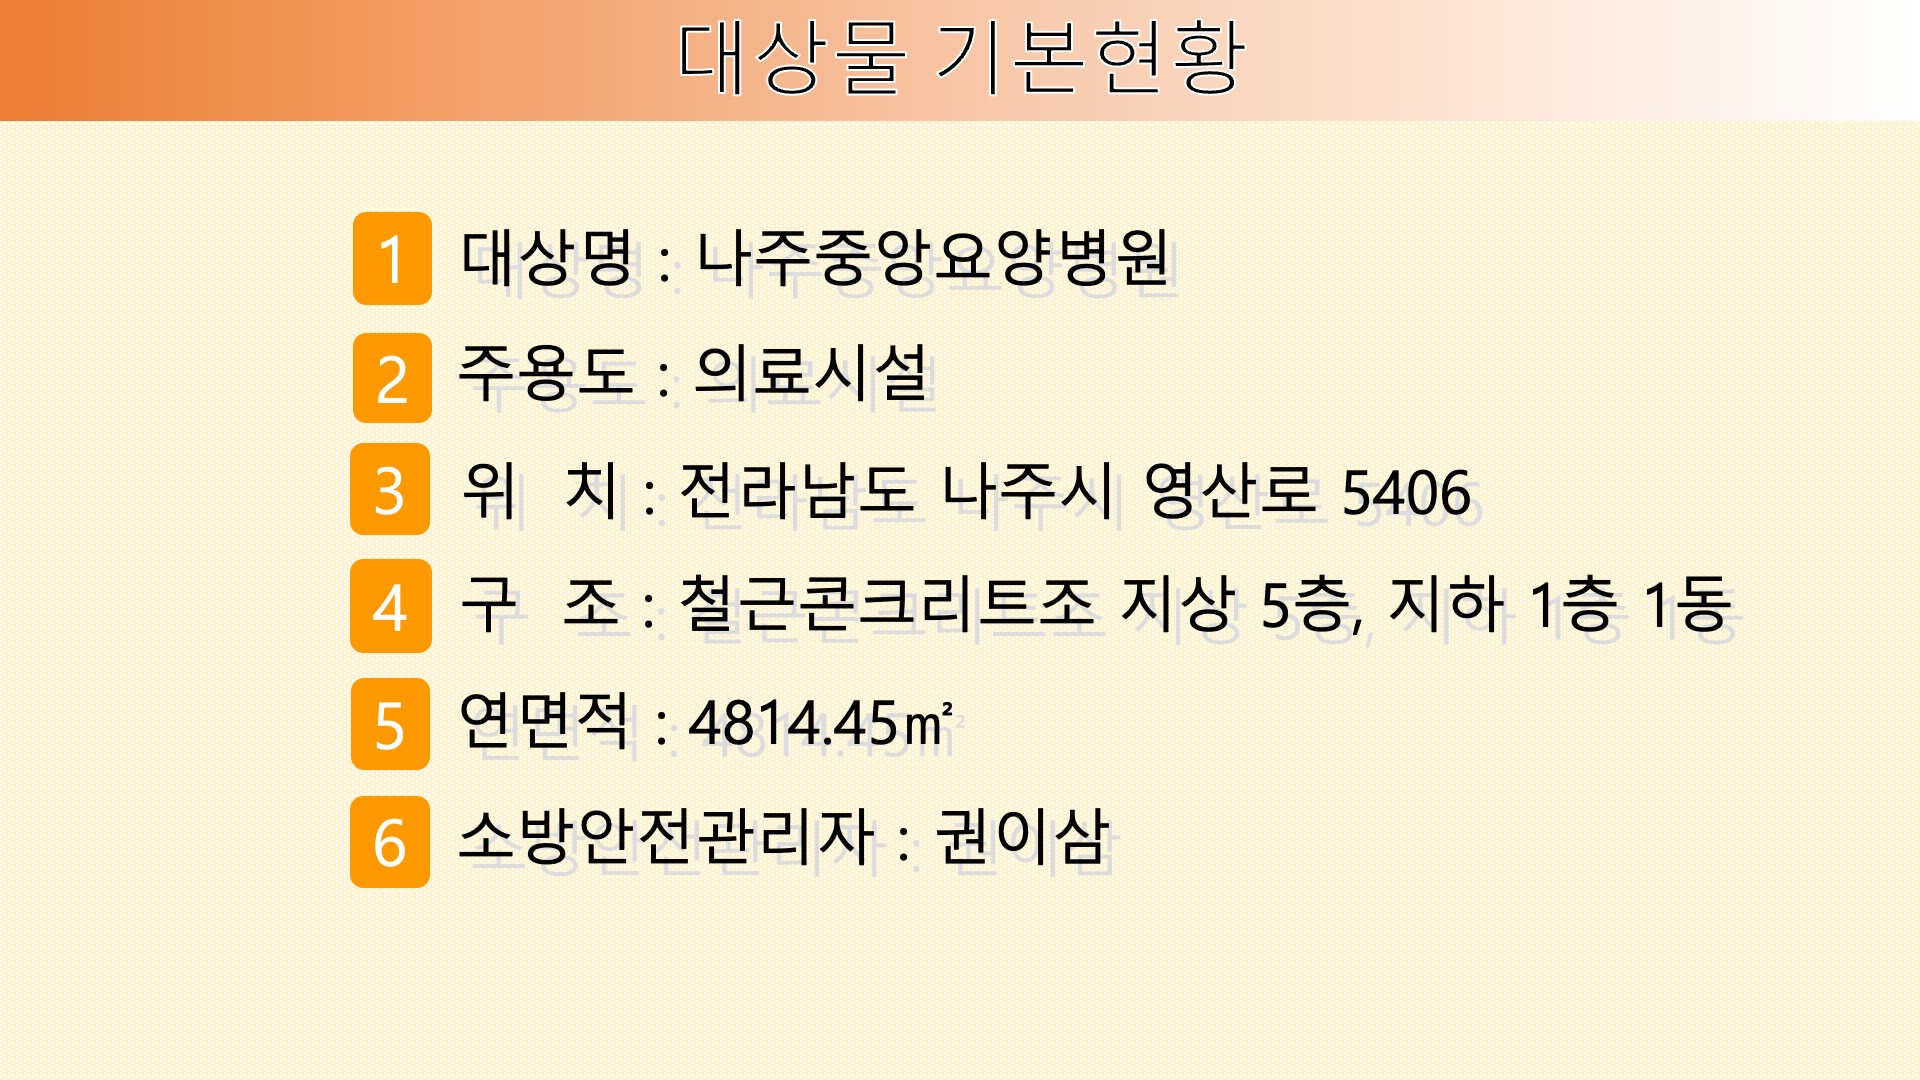 대상물 기본현황
1 대상명 : 나주중앙요양병원
2 주용도 : 의료시설
3 위 치 : 전라남도 나주시 영산로 5406
4 구 조 : 철근콘크리트조 지상 5층, 지하 1층 1동
5 연면적 : 4814.45㎡
6 소방안전관리자 : 권이삼